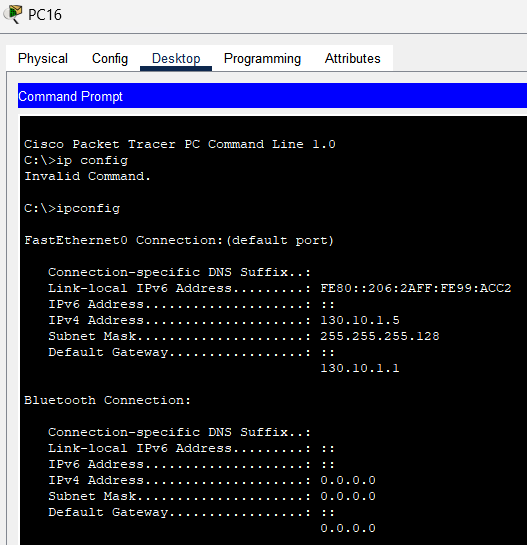 PC16
Physical Config Desktop Programming Attributes
Command Prompt
Cisco Packet Tracer PC Command Line 1.0
C:\>ip config
Invalid Command.
C:\>ipconfig
FastEthernet0 Connection:(default port)
Connection-specific DNS Suffix..:
Link-local IPv6 Address.........: FE80::206:2AFF:FE99:ACC2
IPv6 Address....................: ::
IPv4 Address....................: 130.10.1.5
Subnet Mask.....................: 255.255.255.128
Default Gateway.................: ::
130.10.1.1
Bluetooth Connection:
Connection-specific DNS Suffix..:
Link-local IPv6 Address.........: ::
IPv6 Address....................: ::
IPv4 Address....................: 0.0.0.0
Subnet Mask.....................: 0.0.0.0
Default Gateway.................: ::
0.0.0.0